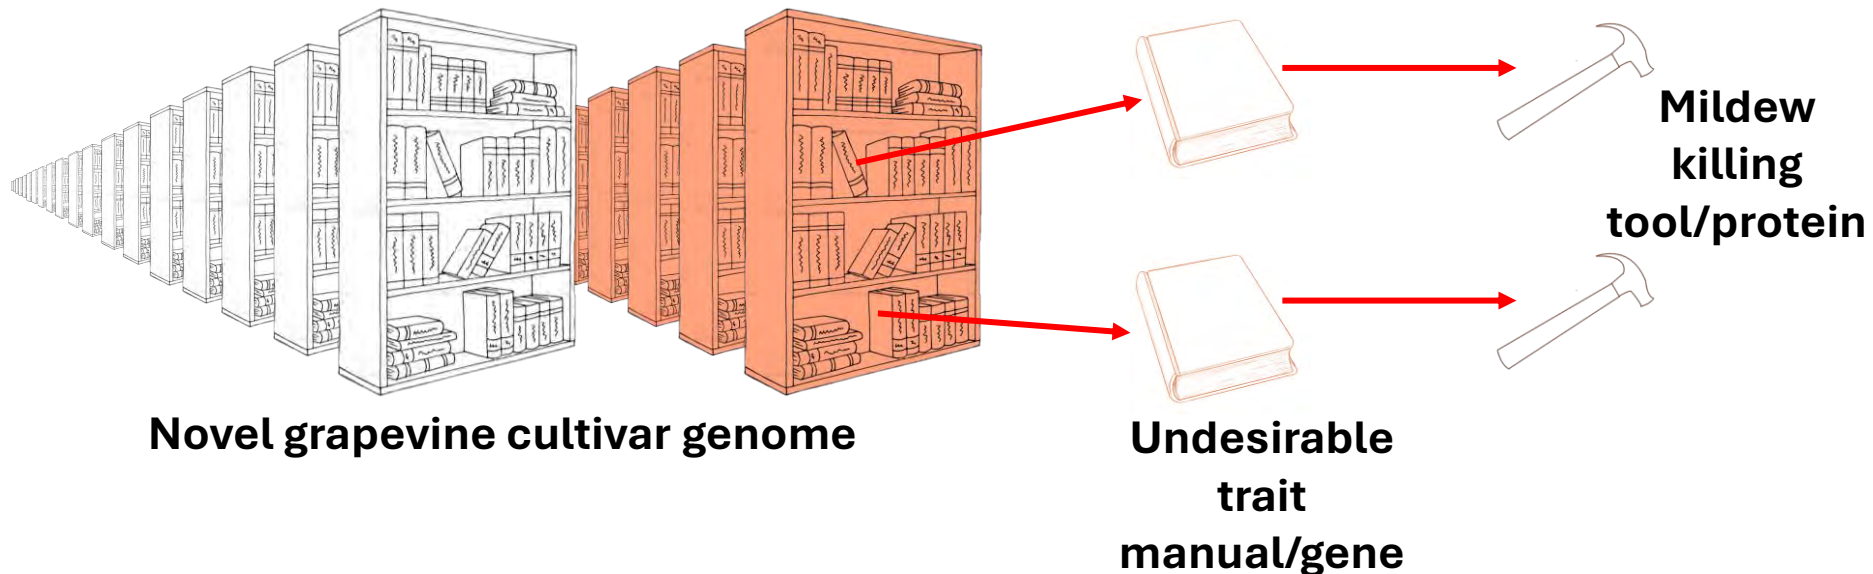 Mildew
killing
tool/protein
Novel grapevine cultivar genome
Undesirable
trait
manual/gene